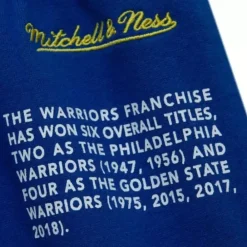 Mitchell & Ness
THE WARRIORS FRANCHISE
HAS WON SIX OVERALL TITLES,
TWO AS THE PHILADELPHIA
WARRIORS (1947, 1956) AND
FOUR AS THE GOLDEN STATE
WARRIORS (1975, 2015, 2017,
2018).